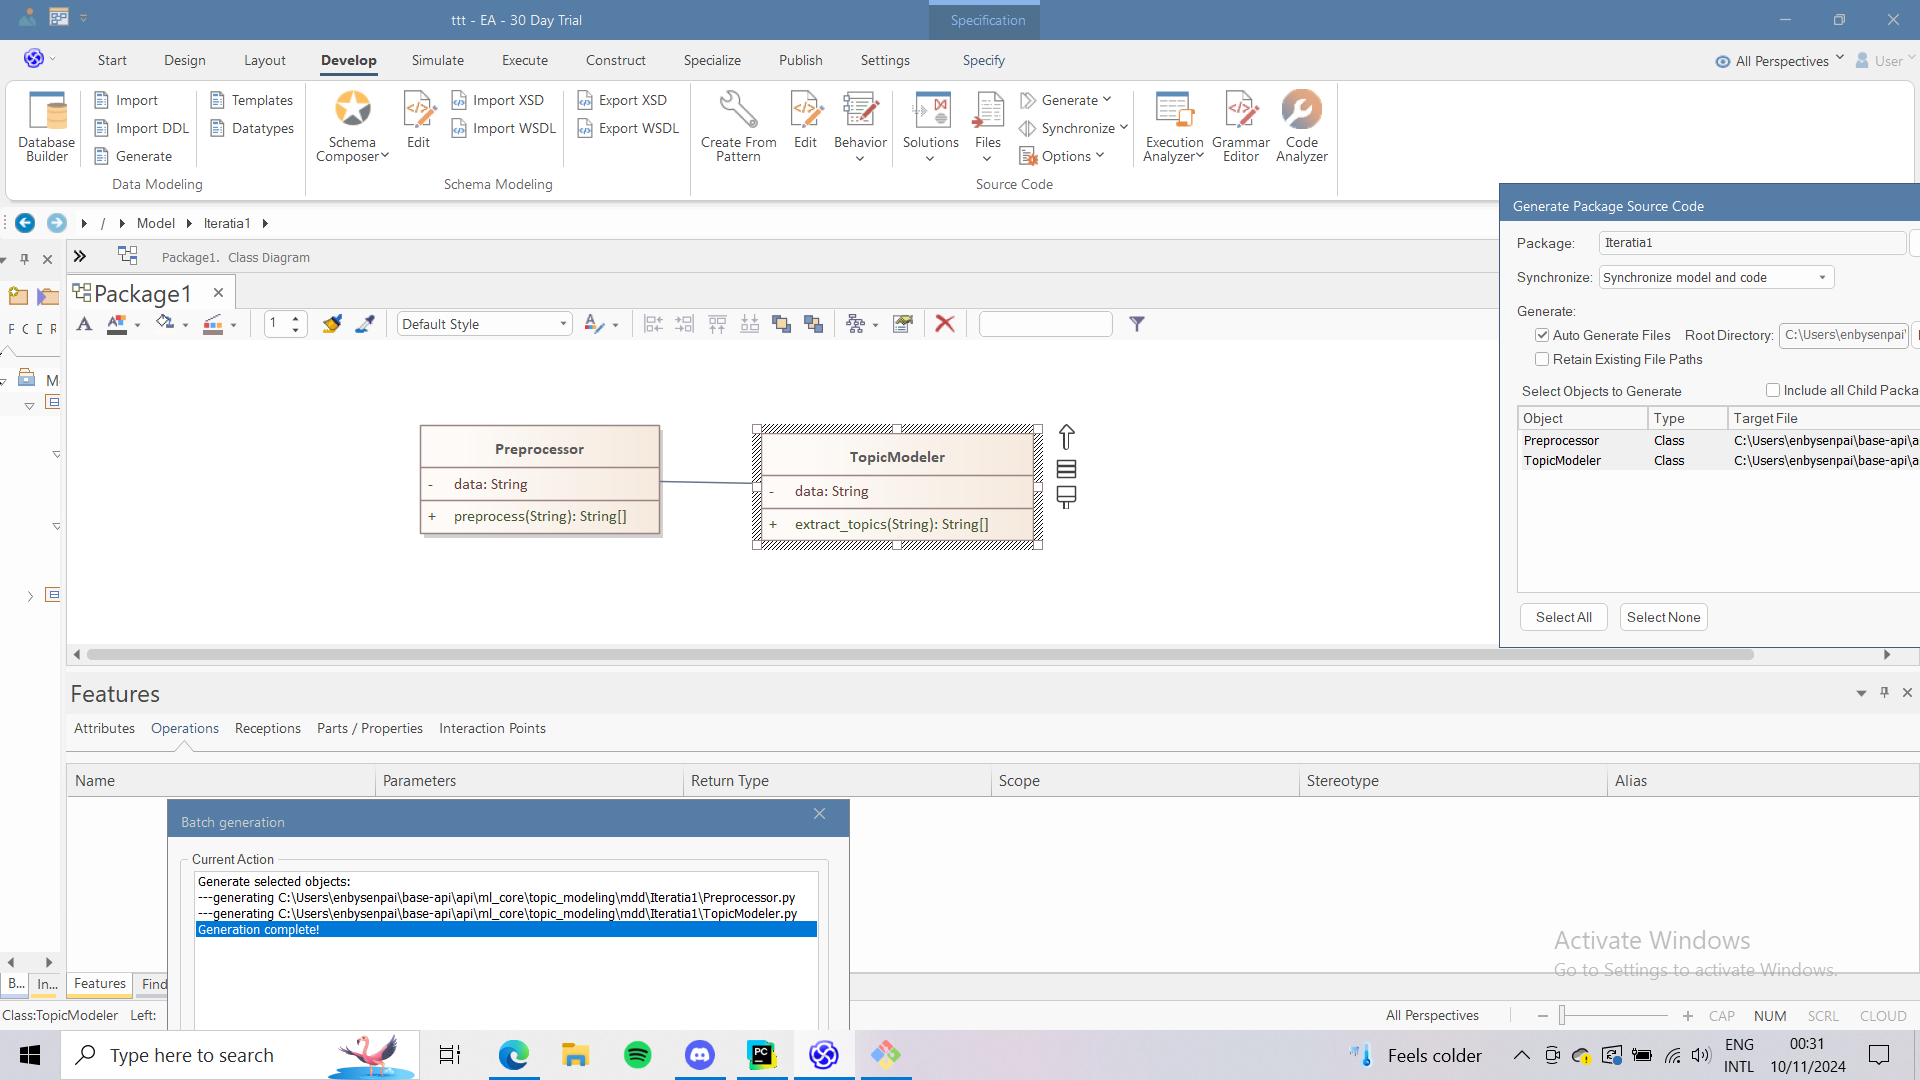 ttt - EA - 30 Day Trial
Specification
Start Design Layout Develop Simulate Execute Construct Specialize Publish Settings Specify
All Perspectives User
Database Builder
Import
Import DDL
Generate
Templates
Datatypes
Data Modeling
Schema Composer
Edit
Import XSD
Import WSDL
Export XSD
Export WSDL
Schema Modeling
Create From Pattern
Edit
Behavior
Solutions
Files
Generate
Synchronize
Options
Source Code
Execution Analyzer
Grammar Editor
Code Analyzer
/ Model Iteratia1
Package1. Class Diagram
Package1
1
Default Style
F C D R
M
Preprocessor
- data: String
+ preprocess(String): String[]
TopicModeler
- data: String
+ extract_topics(String): String[]
Generate Package Source Code
Package: Iteratia1
Synchronize: Synchronize model and code
Generate:
Auto Generate Files Root Directory: C:\Users\enbysenpai\
Retain Existing File Paths
Select Objects to Generate Include all Child Packa
Object Type Target File
Preprocessor Class C:\Users\enbysenpai\base-api\a
TopicModeler Class C:\Users\enbysenpai\base-api\a
Select All Select None
Features
Attributes Operations Receptions Parts / Properties Interaction Points
Name Parameters Return Type Scope Stereotype Alias
Batch generation
Current Action
Generate selected objects:
---generating C:\Users\enbysenpai\base-api\api\ml_core\topic_modeling\mdd\Iteratia1\Preprocessor.py
---generating C:\Users\enbysenpai\base-api\api\ml_core\topic_modeling\mdd\Iteratia1\TopicModeler.py
Generation complete!
Activate Windows
Go to Settings to activate Windows.
B... In... Features Find
Class:TopicModeler Left:
All Perspectives CAP NUM SCRL CLOUD
Type here to search
PC
Feels colder
ENG
INTL
00:31
10/11/2024